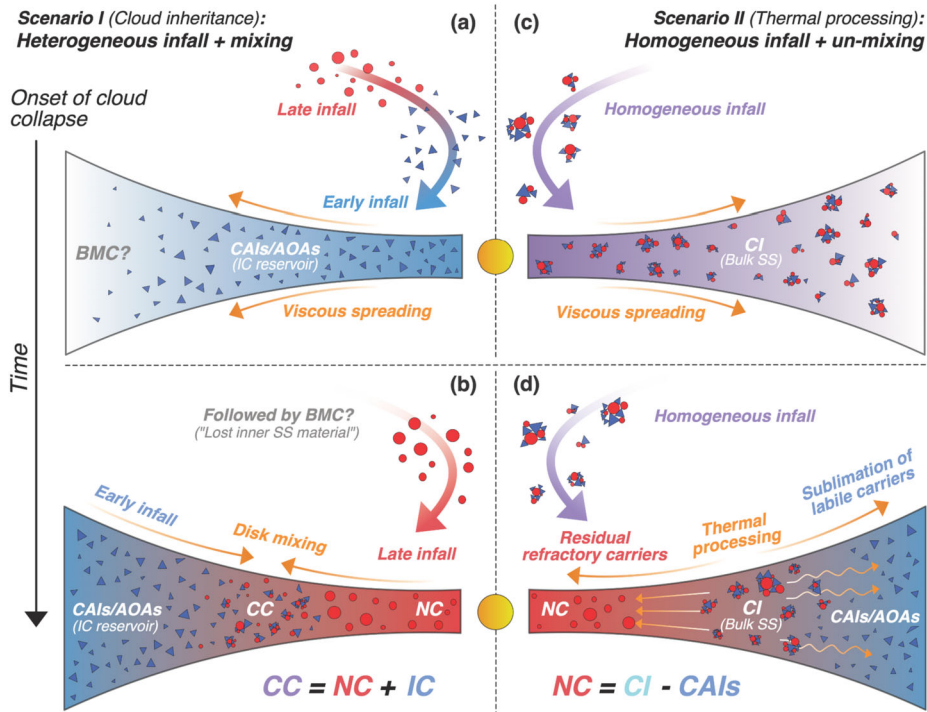 Scenario I (Cloud inheritance):
Heterogeneous infall + mixing
(a)
(c)
Scenario II (Thermal processing):
Homogeneous infall + un-mixing
Onset of cloud
collapse
Late infall
Homogeneous infall
Early infall
BMC?
CAIs/AOAs
(IC reservoir)
CI
(Bulk SS)
Viscous spreading
Viscous spreading
Time
(b)
(d)
Followed by BMC?
("Lost inner SS material")
Homogeneous infall
Early infall
Disk mixing
Late infall
Residual
refractory carriers
Thermal
processing
Sublimation of
labile carriers
CAIs/AOAs
(IC reservoir)
CC
NC
NC
CI
(Bulk SS)
CAIs/AOAs
CC = NC + IC
NC = CI - CAIs